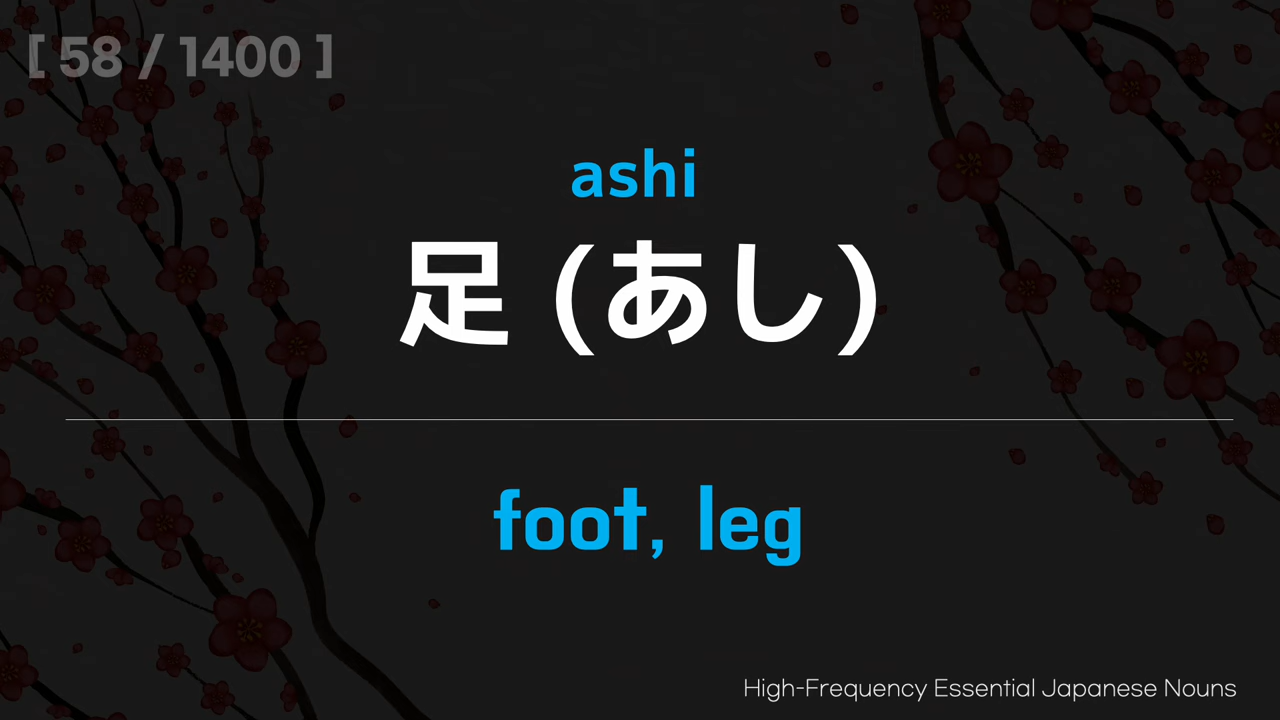 [ 58 / 1400 ]
ashi
足 (あし)
foot, leg
High-Frequency Essential Japanese Nouns